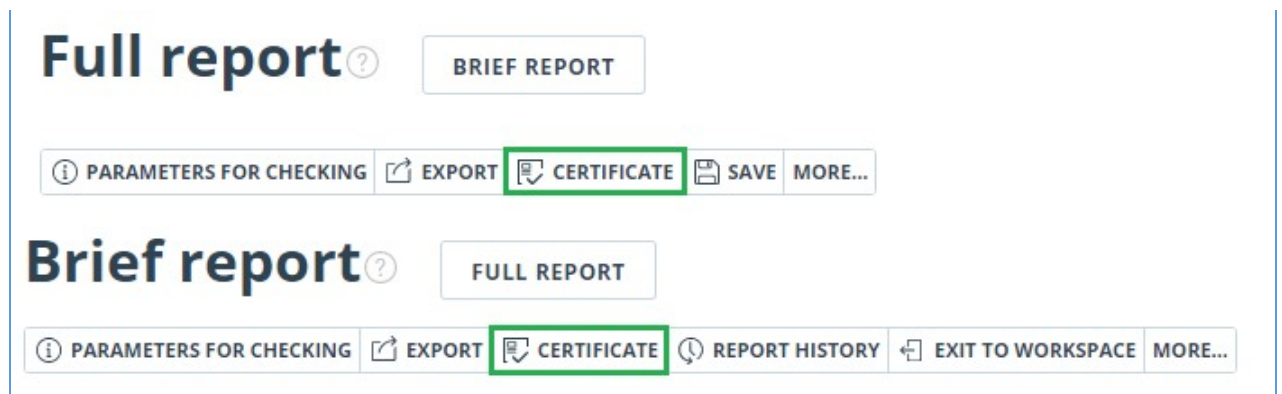 Full report ? BRIEF REPORT
PARAMETERS FOR CHECKING EXPORT CERTIFICATE SAVE MORE...
Brief report ? FULL REPORT
PARAMETERS FOR CHECKING EXPORT CERTIFICATE REPORT HISTORY EXIT TO WORKSPACE MORE...